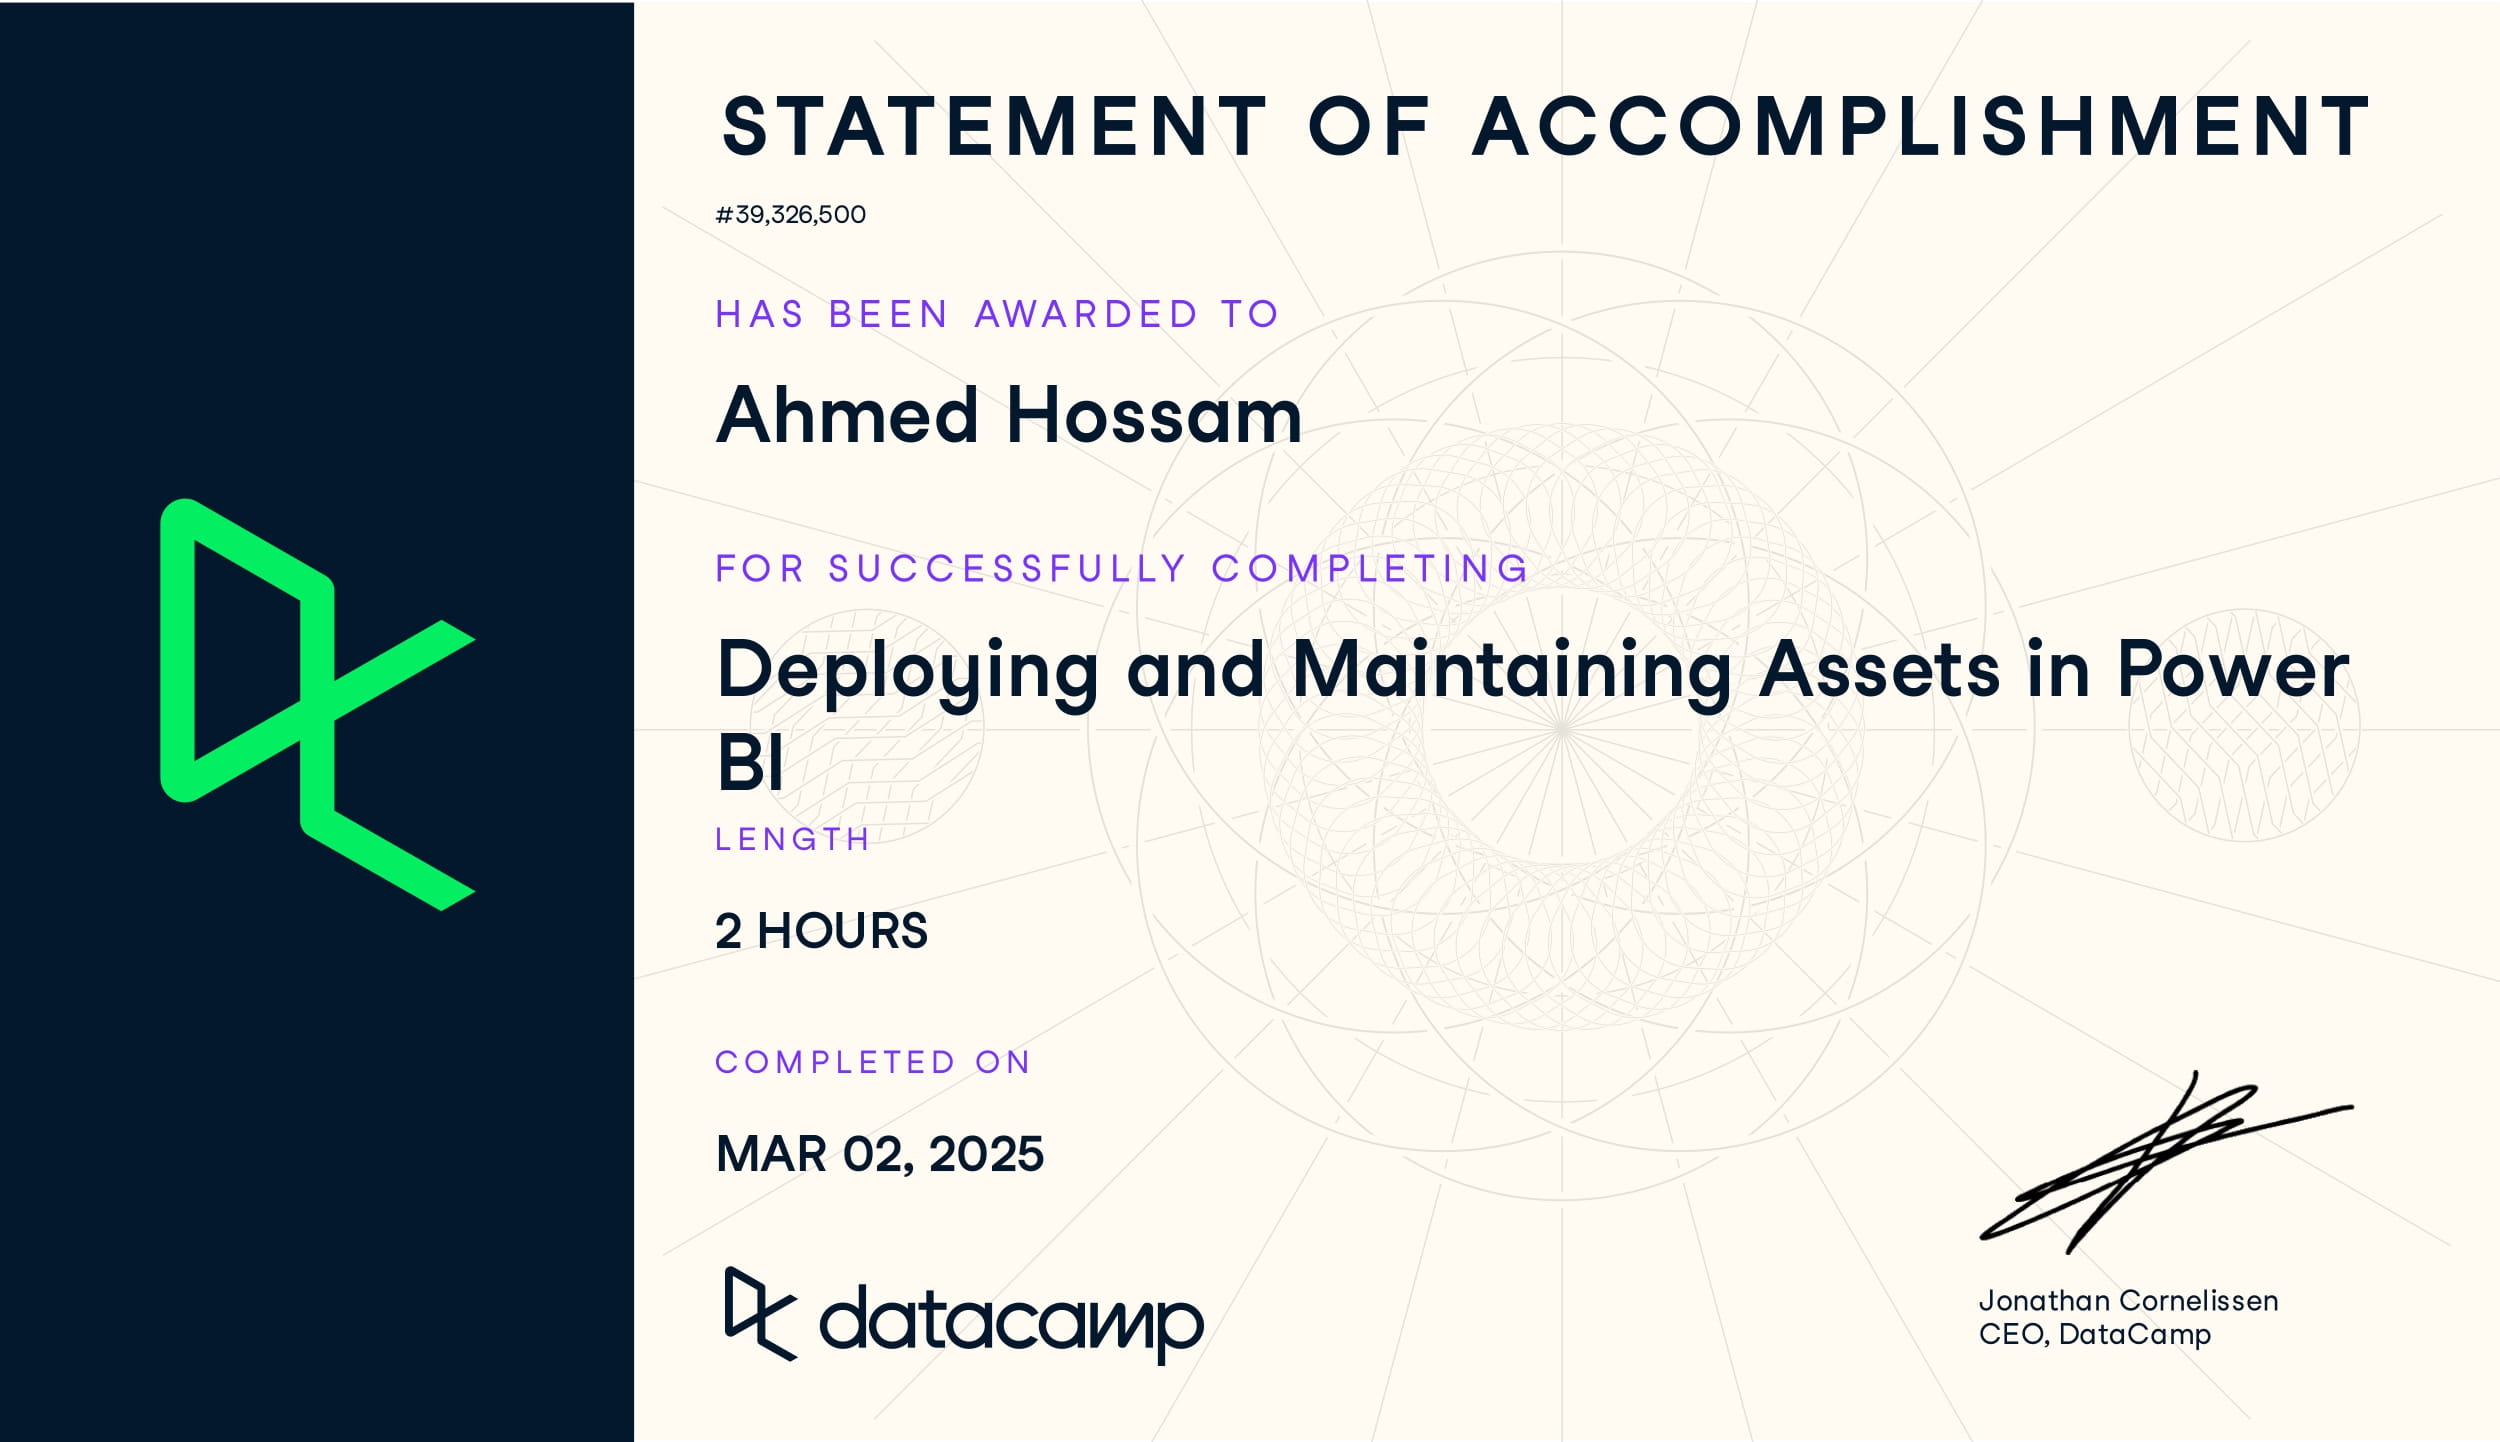 STATEMENT OF ACCOMPLISHMENT
#39,326,500
HAS BEEN AWARDED TO
Ahmed Hossam
FOR SUCCESSFULLY COMPLETING
Deploying and Maintaining Assets in Power
BI
LENGTH
2 HOURS
COMPLETED ON
MAR 02, 2025
datacamp
Jonathan Cornelissen
CEO, DataCamp